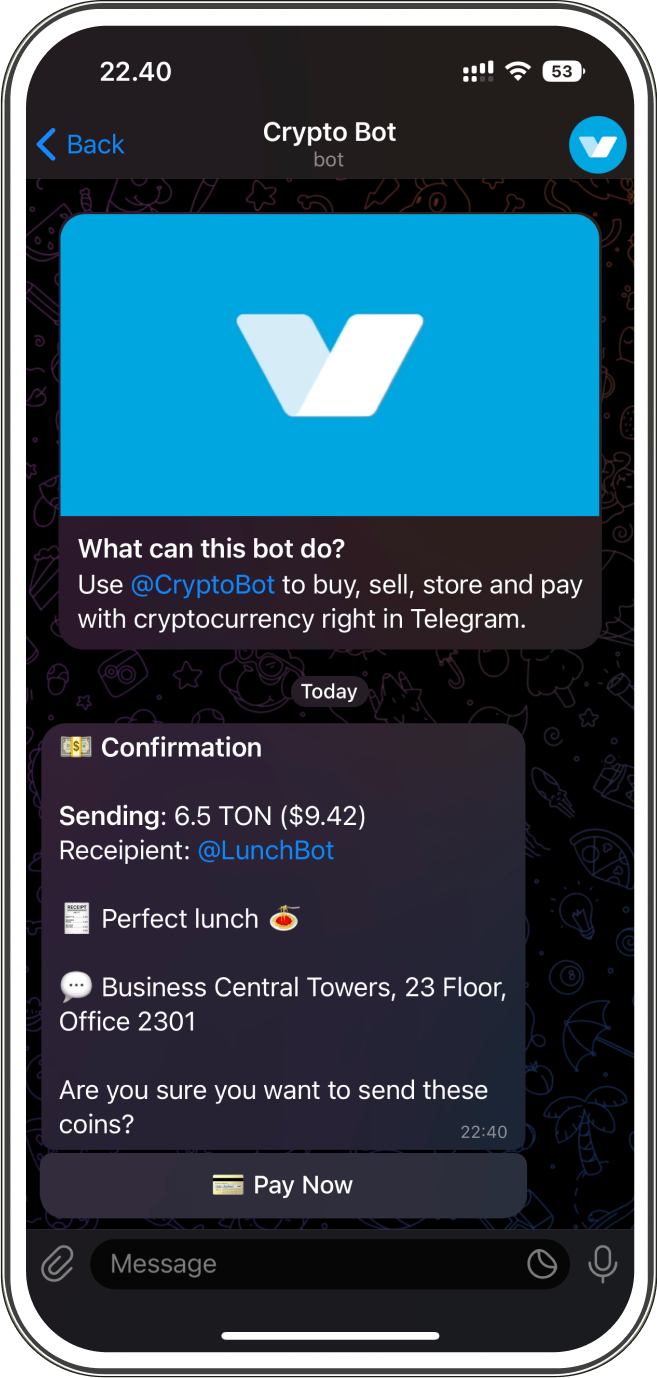 22.40
53
Back
Crypto Bot
bot
What can this bot do?
Use @CryptoBot to buy, sell, store and pay
with cryptocurrency right in Telegram.
Today
Confirmation
Sending: 6.5 TON ($9.42)
Receipient: @LunchBot
RECEIPT
Perfect lunch
Business Central Towers, 23 Floor,
Office 2301
Are you sure you want to send these
coins?
22:40
Pay Now
Message